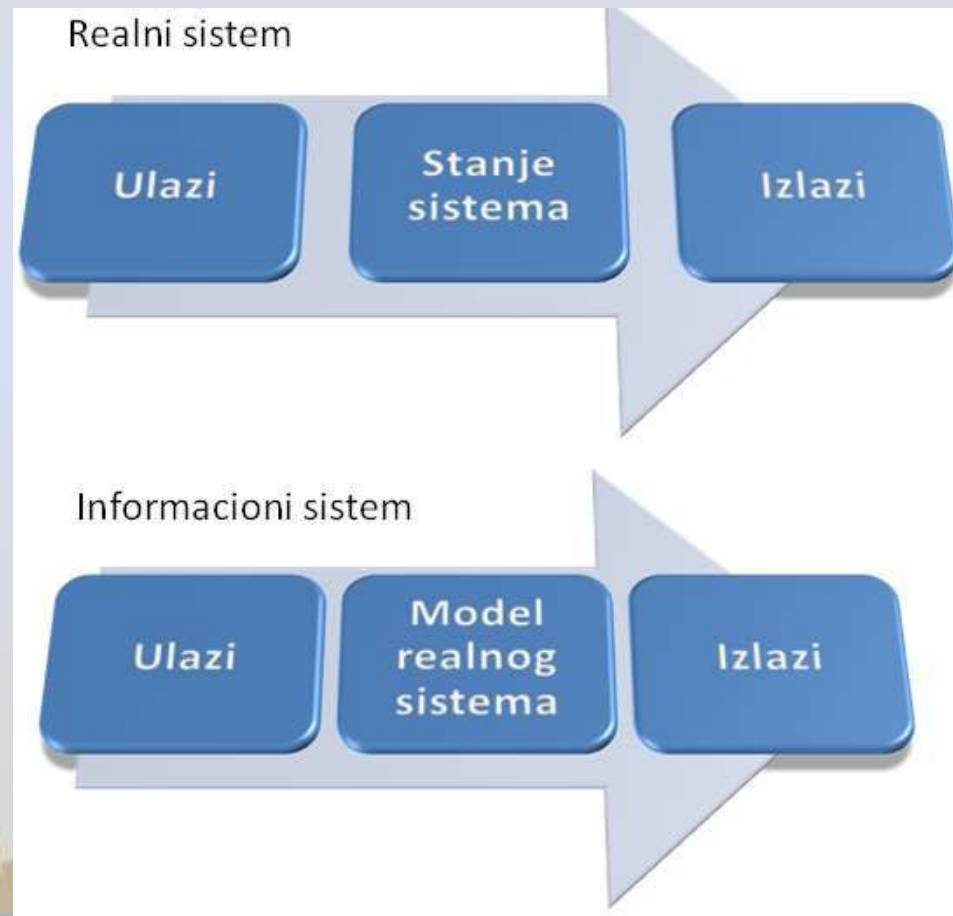 Realni sistem
Ulazi
Stanje
sistema
Izlazi
Informacioni sistem
Ulazi
Model
realnog
sistema
Izlazi